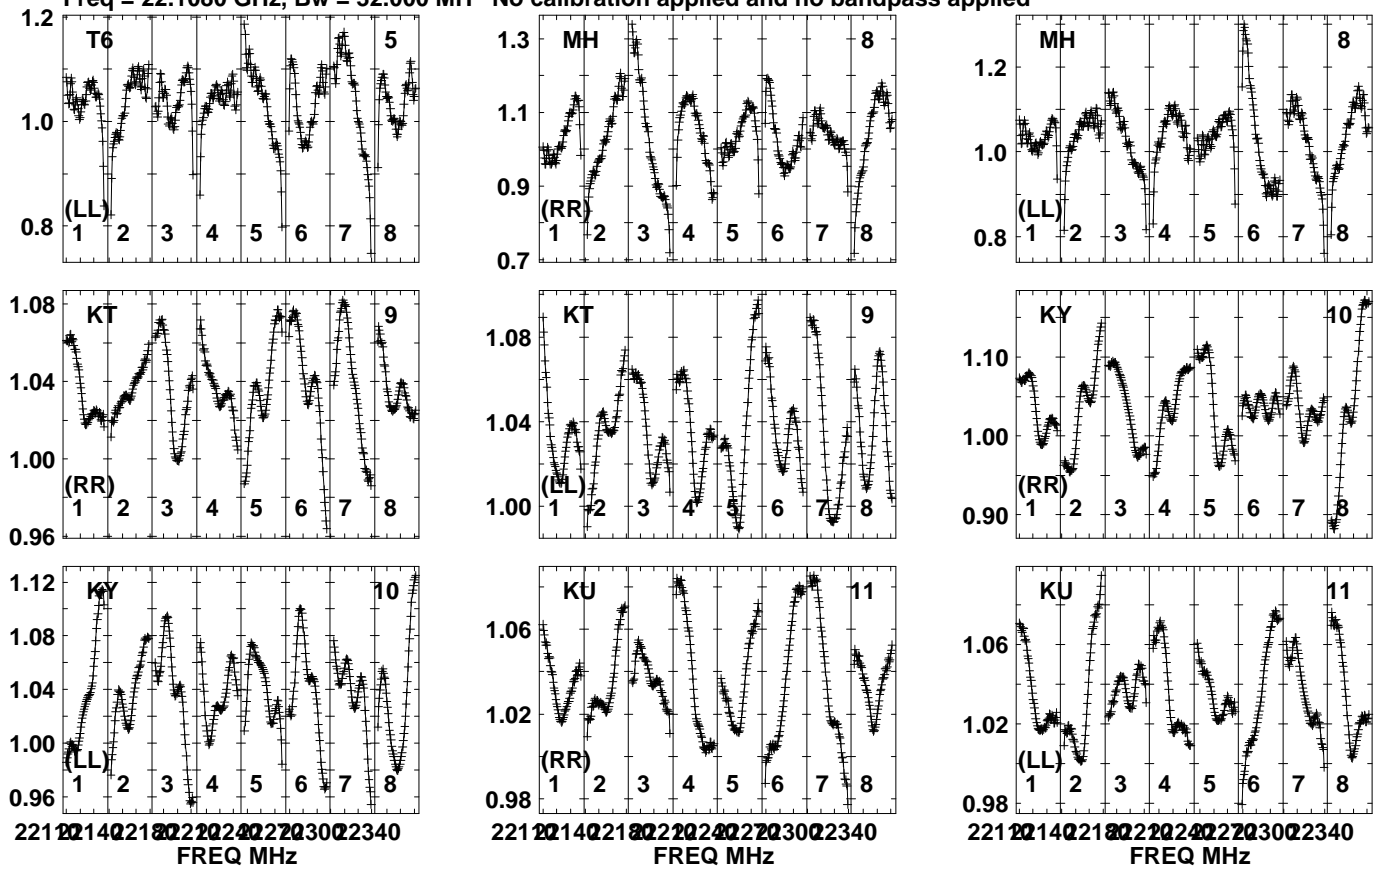 Freq = 22.1080 GHz, Bw = 32.000 MH No calibration applied and no bandpass applied
1.2
1.0
0.8
T6 5
(LL)
1 2 3 4 5 6 7 8
1.3
1.1
0.9
0.7
MH 8
(RR)
1 2 3 4 5 6 7 8
1.2
1.0
0.8
MH 8
(LL)
1 2 3 4 5 6 7 8
1.08
1.04
1.00
0.96
KT 9
(RR)
1 2 3 4 5 6 7 8
1.08
1.04
1.00
KT 9
(LL)
1 2 3 4 5 6 7 8
1.10
1.00
0.90
KY 10
(RR)
1 2 3 4 5 6 7 8
1.12
1.08
1.04
1.00
0.96
KY 10
(LL)
1 2 3 4 5 6 7 8
1.06
1.02
0.98
KU 11
(RR)
1 2 3 4 5 6 7 8
1.06
1.02
0.98
KU 11
(LL)
1 2 3 4 5 6 7 8
FREQ MHz
FREQ MHz
FREQ MHz